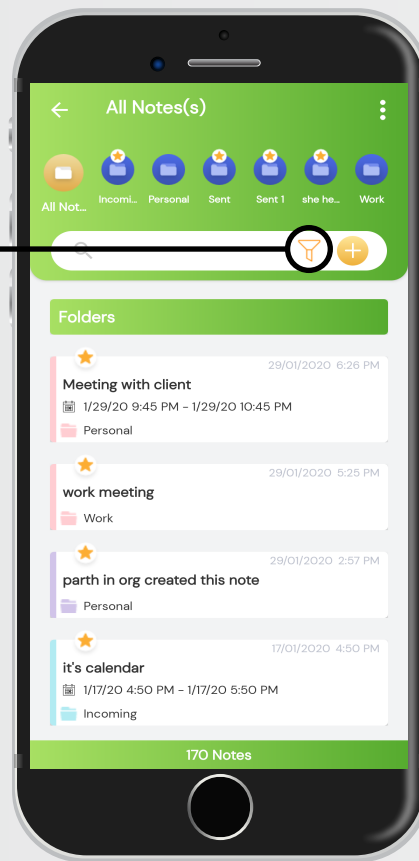 All Notes(s)
All Not... Incomi... Personal Sent Sent 1 she he... Work
Folders
29/01/2020 6:26 PM
Meeting with client
1/29/20 9:45 PM - 1/29/20 10:45 PM
Personal
29/01/2020 5:25 PM
work meeting
Work
29/01/2020 2:57 PM
parth in org created this note
Personal
17/01/2020 4:50 PM
it's calendar
1/17/20 4:50 PM - 1/17/20 5:50 PM
Incoming
170 Notes